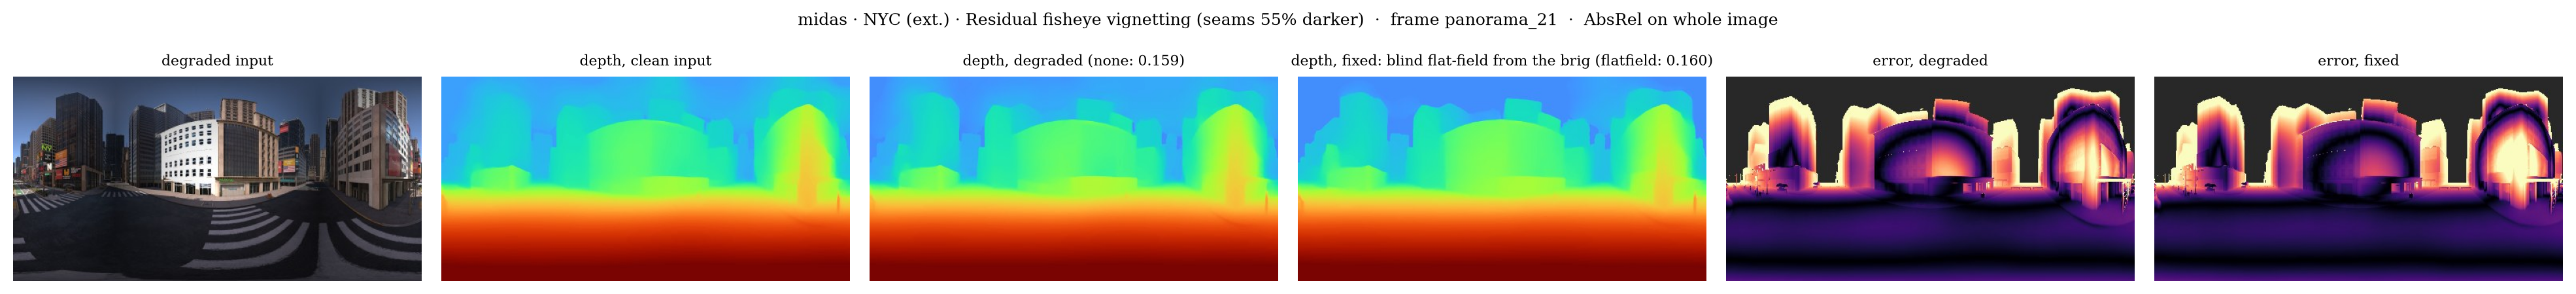 midas · NYC (ext.) · Residual fisheye vignetting (seams 55% darker)  ·  frame panorama_21  ·  AbsRel on whole image
degraded input
depth, clean input
depth, degraded (none: 0.159)
depth, fixed: blind flat-field from the brig (flatfield: 0.160)
error, degraded
error, fixed